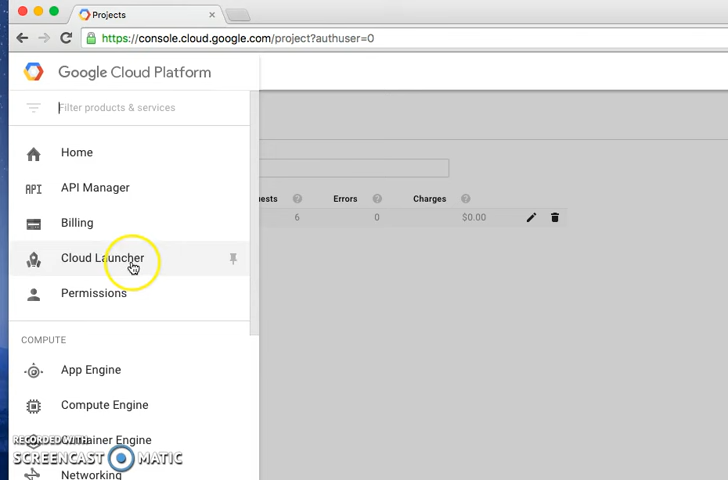 Projects
https://console.cloud.google.com/project?authuser=0
Google Cloud Platform
Filter products & services
Home
API API Manager
Billing
uests Errors Charges
6 0 $0.00
Cloud Launcher
Permissions
COMPUTE
App Engine
Compute Engine
Container Engine
RECORDED WITH
SCREENCAST MATIC
Networking